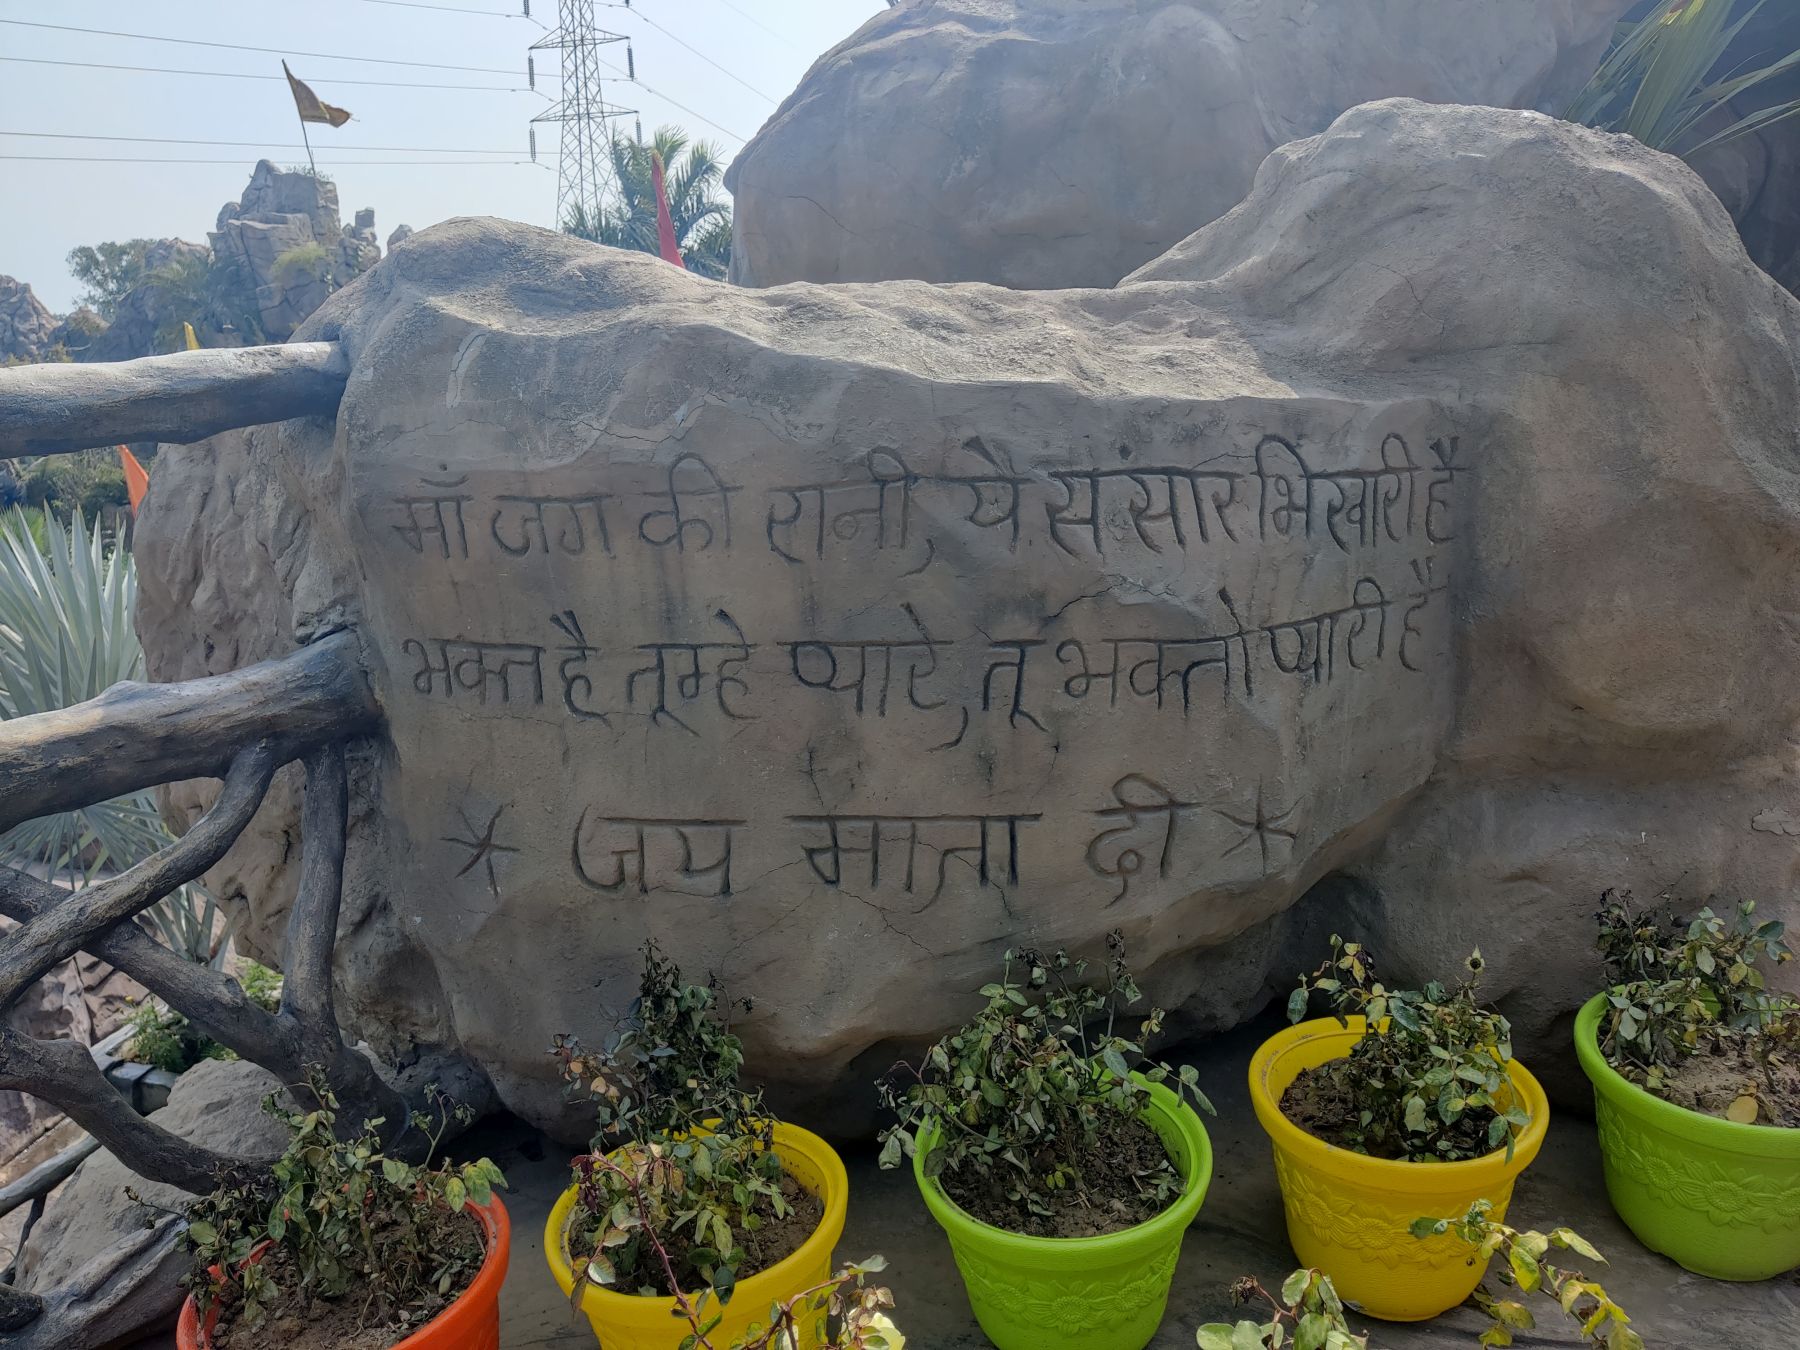 माँ जग की रानी, यै संसार भिखारी है
भक्त है तूम्हे प्यारे, तू भक्तो प्यारी है
* जय माता दी *